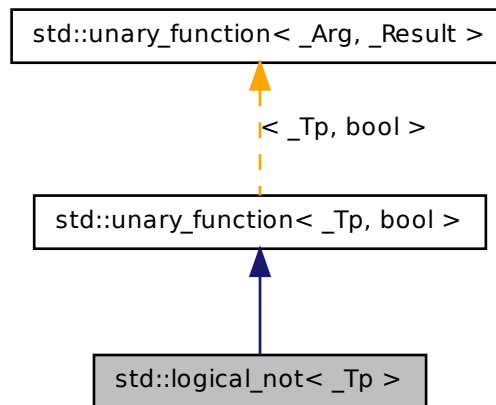 std::unary_function< _Arg, _Result >
< _Tp, bool >
std::unary_function< _Tp, bool >
std::logical_not< _Tp >